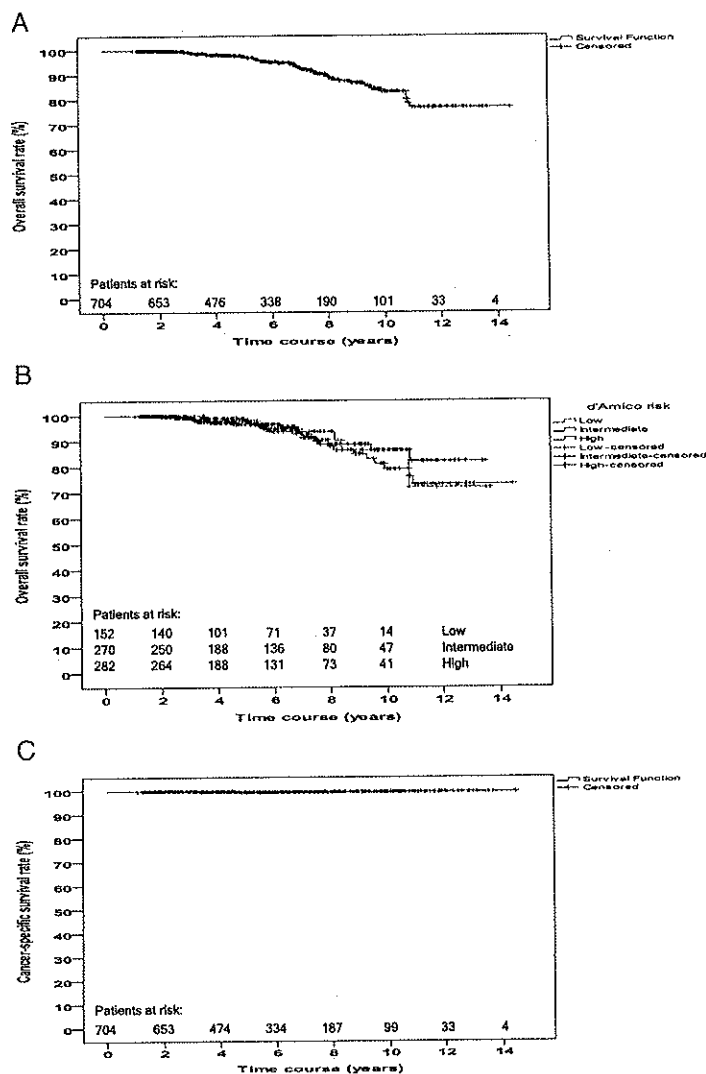 A
Survival Function
Censored
100
90
80
70
60
50
40
30
20
10
0
Overall survival rate (%)
Patients at risk:
704 653 476 338 190 101 33 4
0 2 4 6 8 10 12 14
Time course (years)
B
d'Amico risk
Low
Intermediate
High
Low-censored
Intermediate-censored
High-censored
100
90
80
70
60
50
40
30
20
10
0
Overall survival rate (%)
Patients at risk:
152 140 101 71 37 14 Low
270 250 188 136 80 47 Intermediate
282 264 188 131 73 41 High
0 2 4 6 8 10 12 14
Time course (years)
C
Survival Function
Censored
100
90
80
70
60
50
40
30
20
10
0
Cancer-specific survival rate (%)
Patients at risk:
704 653 474 334 187 99 33 4
0 2 4 6 8 10 12 14
Time course (years)